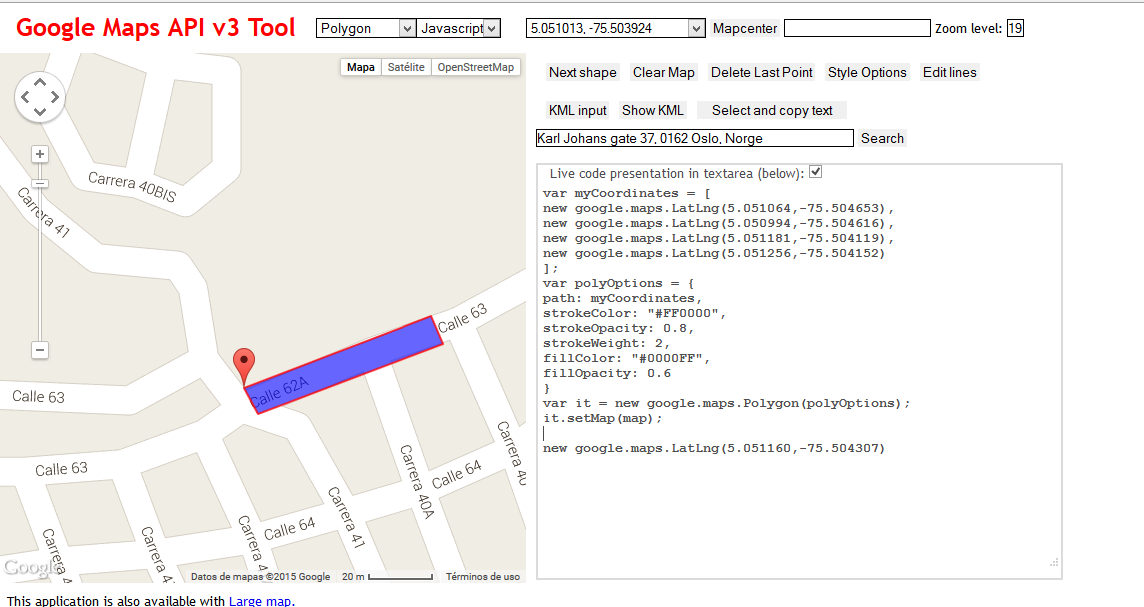 Google Maps API v3 Tool
Polygon
Javascript
5.051013, -75.503924
Mapcenter
Zoom level: 19
Mapa
Satélite
OpenStreetMap
Next shape
Clear Map
Delete Last Point
Style Options
Edit lines
KML input
Show KML
Select and copy text
Karl Johans gate 37, 0162 Oslo, Norge
Search
Live code presentation in textarea (below):
var myCoordinates = [
new google.maps.LatLng(5.051064,-75.504653),
new google.maps.LatLng(5.050994,-75.504616),
new google.maps.LatLng(5.051181,-75.504119),
new google.maps.LatLng(5.051256,-75.504152)
];
var polyOptions = {
path: myCoordinates,
strokeColor: "#FF0000",
strokeOpacity: 0.8,
strokeWeight: 2,
fillColor: "#0000FF",
fillOpacity: 0.6
}
var it = new google.maps.Polygon(polyOptions);
it.setMap(map);
new google.maps.LatLng(5.051160,-75.504307)
Carrera 40BIS
Carrera 41
Calle 63
Calle 62A
Calle 63
Calle 63
Calle 64
Carrera 40A
Carrera 40
Carrera 41
Calle 64
Carrera 4
Carrera 4
Carrera 4
Google
Datos de mapas ©2015 Google
20 m
Términos de uso
This application is also available with Large map.